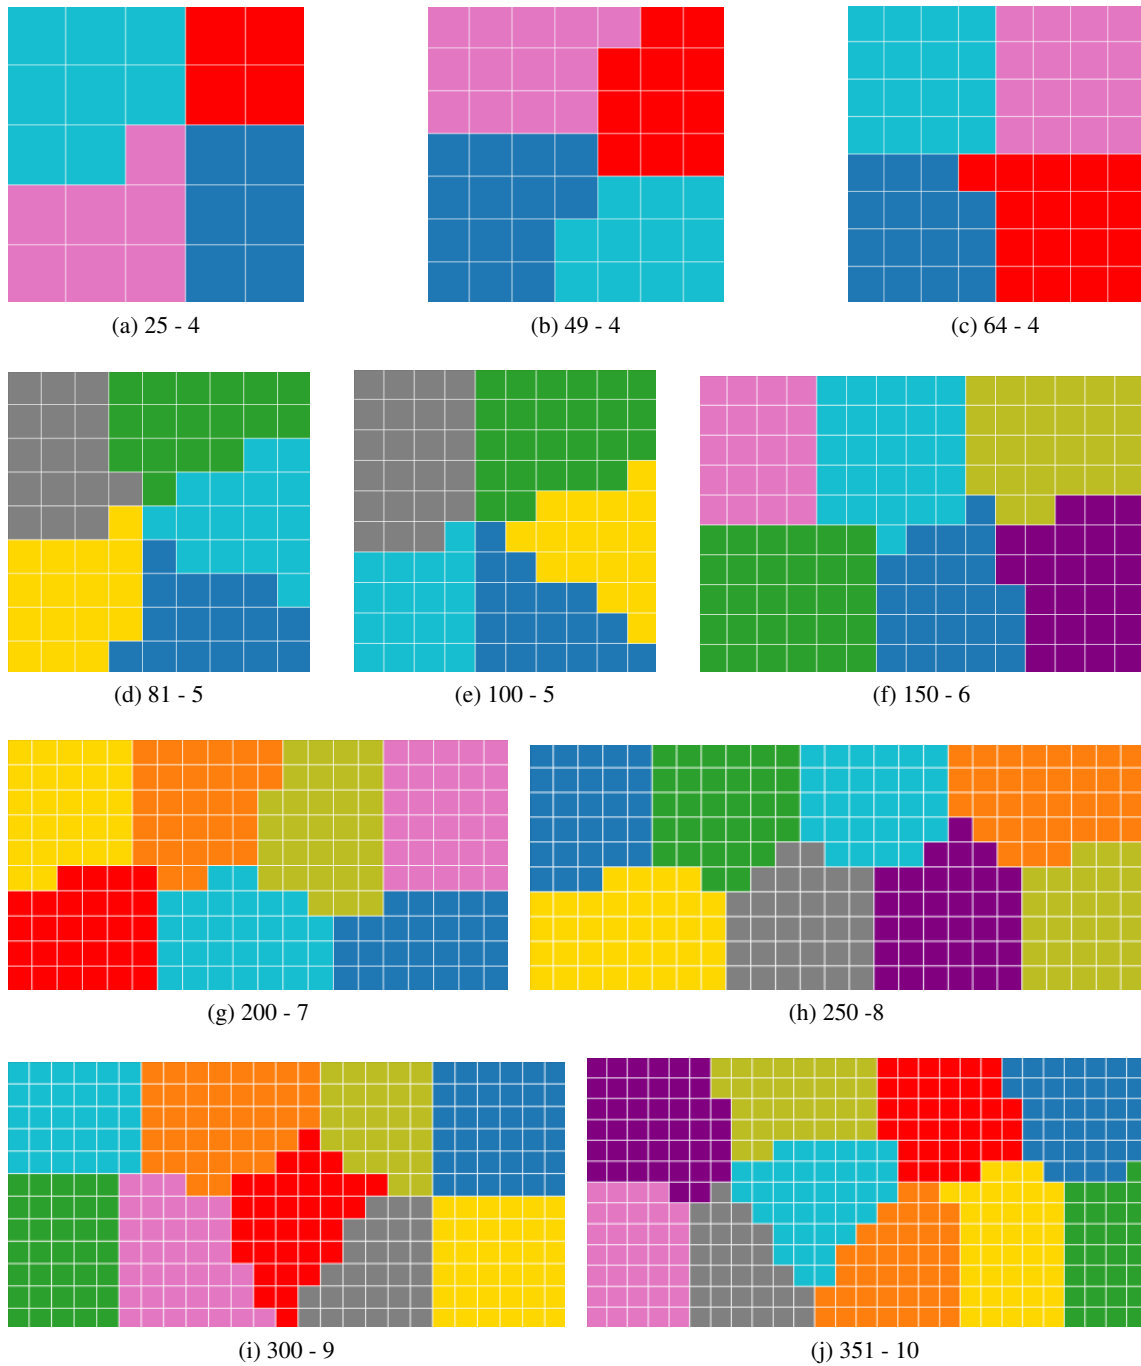 (a) 25 - 4
(b) 49 - 4
(c) 64 - 4
(d) 81 - 5
(e) 100 - 5
(f) 150 - 6
(g) 200 - 7
(h) 250 -8
(i) 300 - 9
(j) 351 - 10